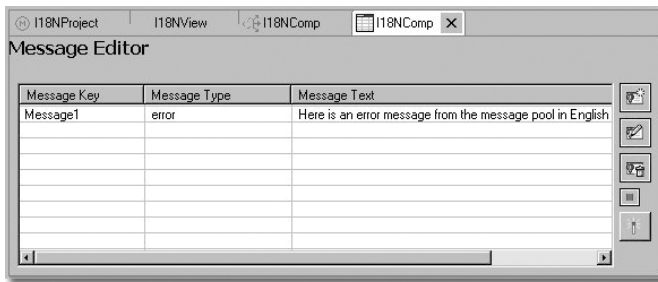 I18NProject I18NView I18NComp I18NComp
Message Editor
Message Key Message Type Message Text
Message1 error Here is an error message from the message pool in English